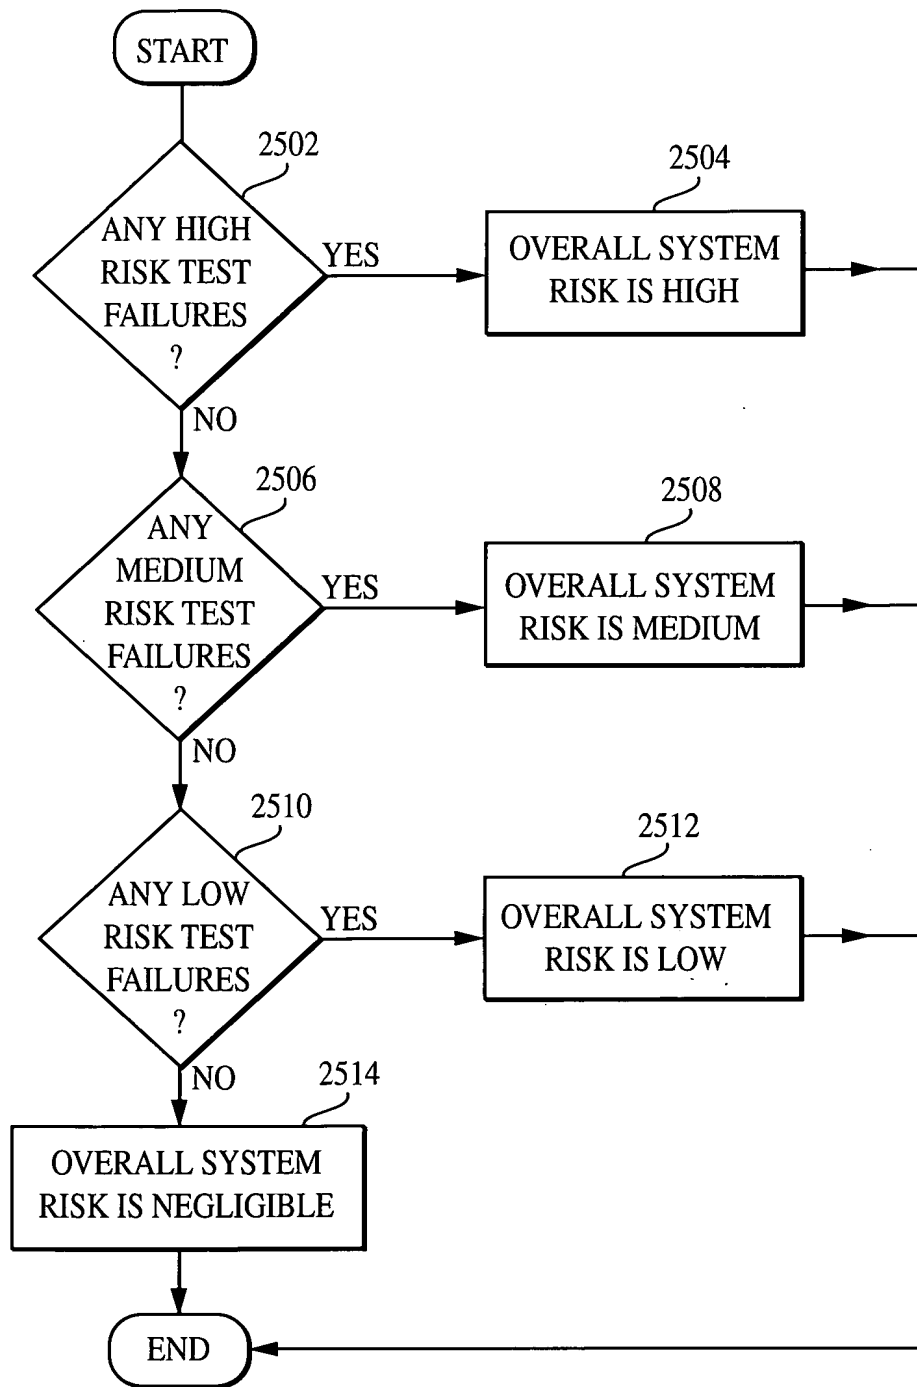 START
2502
ANY HIGH
RISK TEST
FAILURES
?
YES
2504
OVERALL SYSTEM
RISK IS HIGH
NO
2506
ANY
MEDIUM
RISK TEST
FAILURES
?
YES
2508
OVERALL SYSTEM
RISK IS MEDIUM
NO
2510
ANY LOW
RISK TEST
FAILURES
?
YES
2512
OVERALL SYSTEM
RISK IS LOW
NO
2514
OVERALL SYSTEM
RISK IS NEGLIGIBLE
END